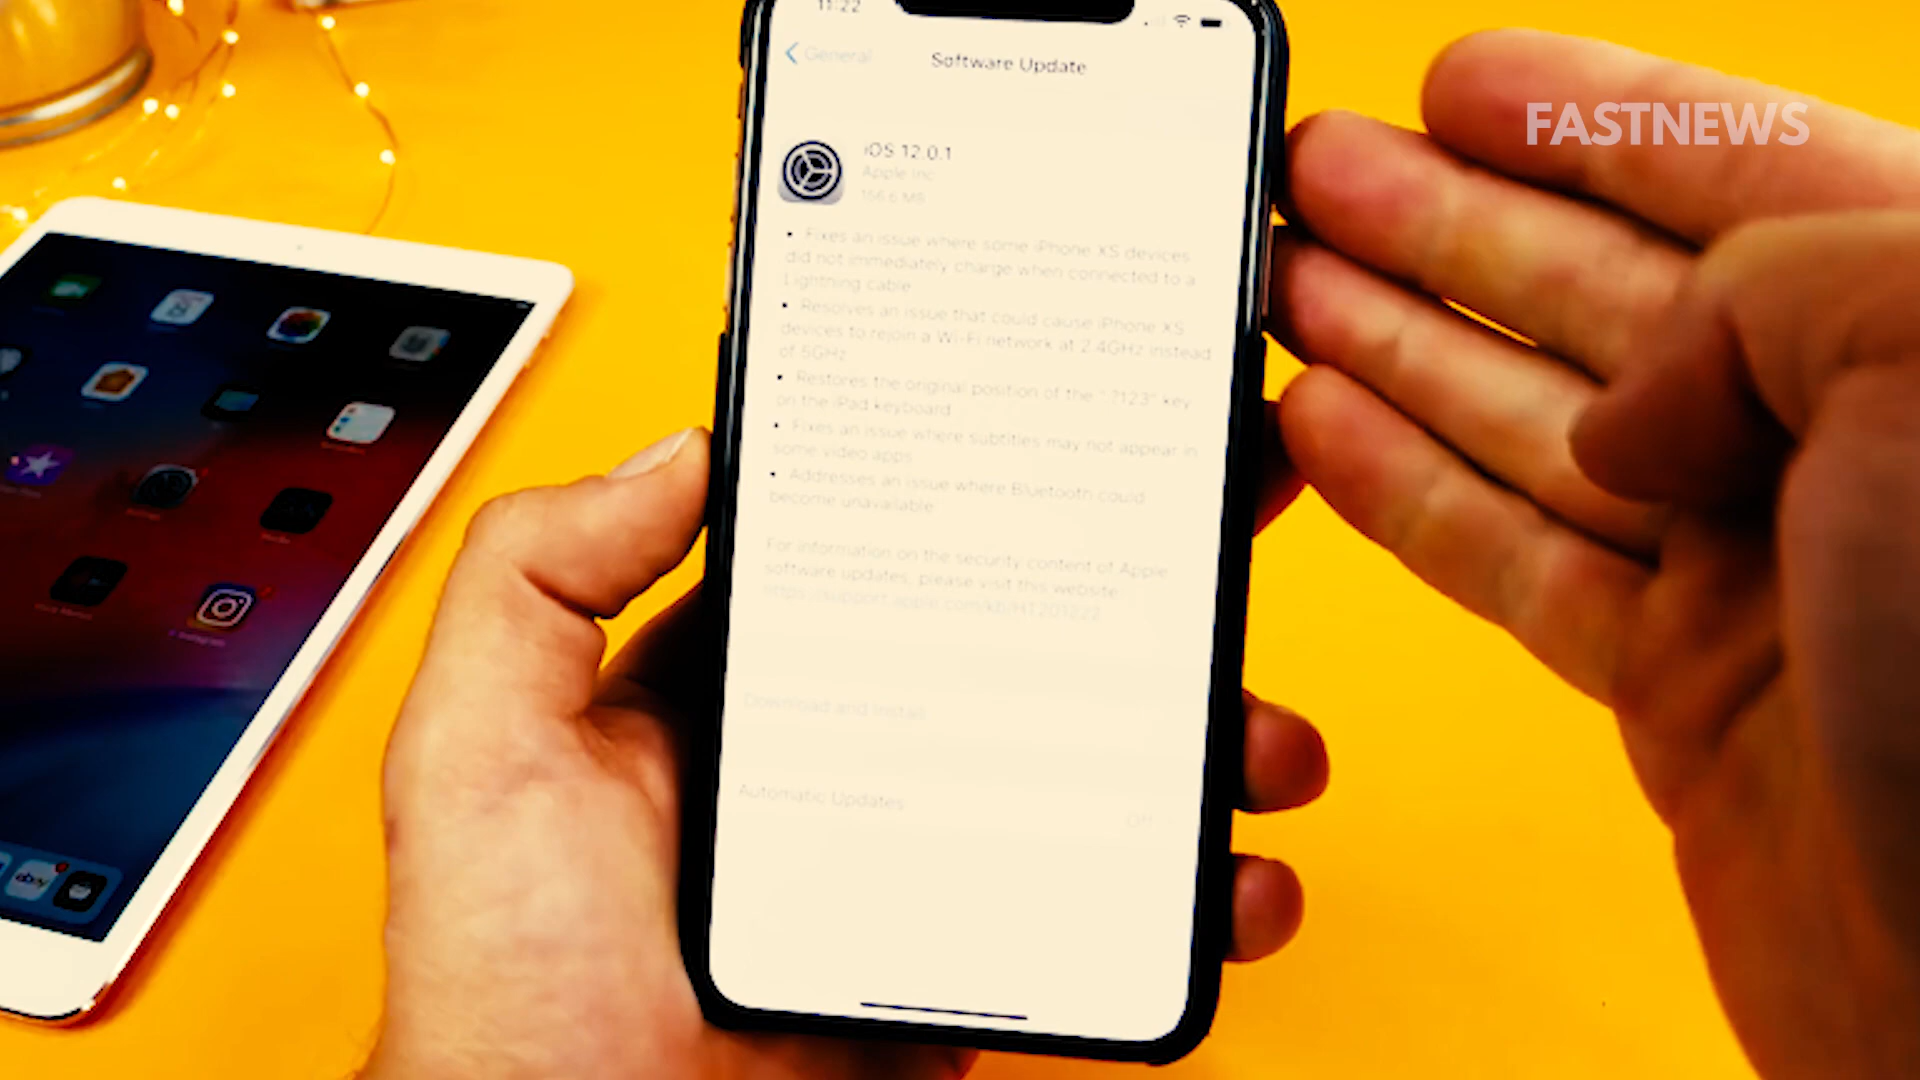 11:22
General
Software Update
FASTNEWS
iOS 12.0.1
Apple Inc.
156.6 MB
• Fixes an issue where some iPhone XS devices
did not immediately charge when connected to a
Lightning cable
• Resolves an issue that could cause iPhone XS
devices to rejoin a Wi-Fi network at 2.4GHz instead
of 5GHz
• Restores the original position of the " ?123" key
on the iPad keyboard
• Fixes an issue where subtitles may not appear in
some video apps
• Addresses an issue where Bluetooth could
become unavailable
For information on the security content of Apple
software updates, please visit this website:
https://support.apple.com/kb/HT201222
Download and Install
Automatic Updates
Off
ebay